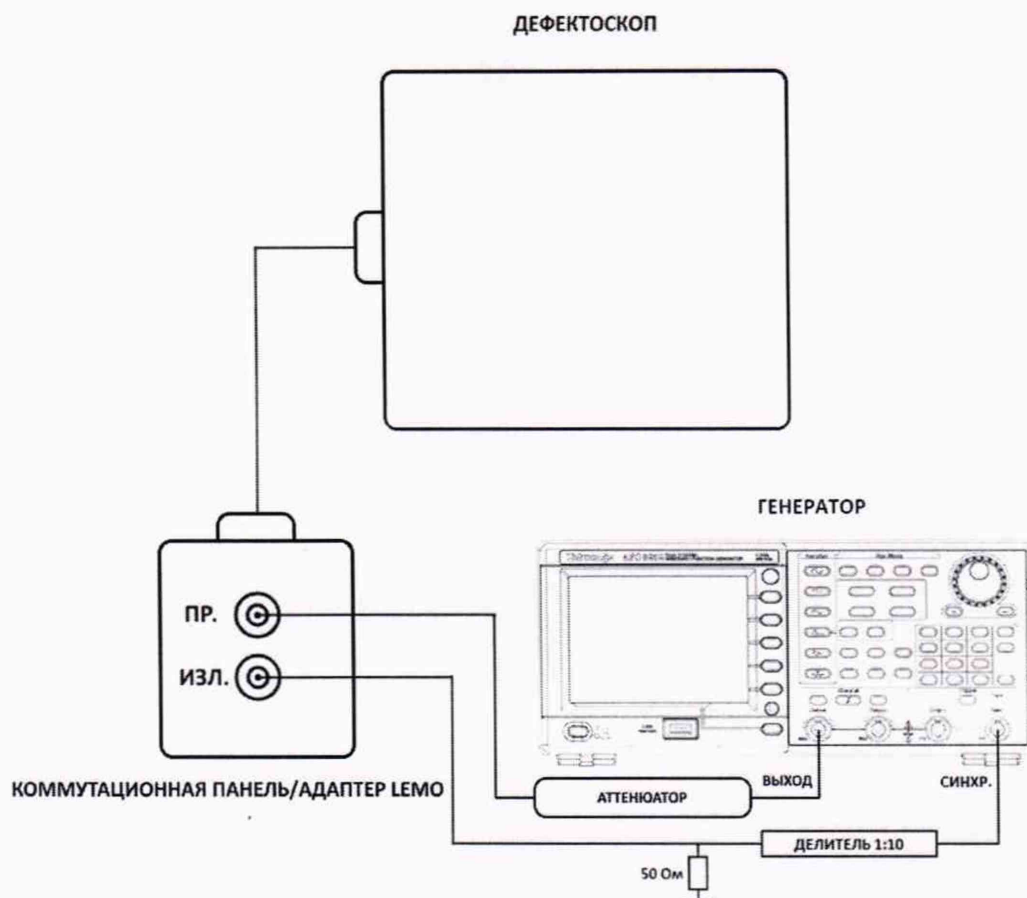 ДЕФЕКТОСКОП
ГЕНЕРАТОР
ПР.
ИЗЛ.
КОММУТАЦИОННАЯ ПАНЕЛЬ/АДАПТЕР LEMO
АТТЕНЮАТОР
ВЫХОД
СИНХР.
ДЕЛИТЕЛЬ 1:10
50 Ом